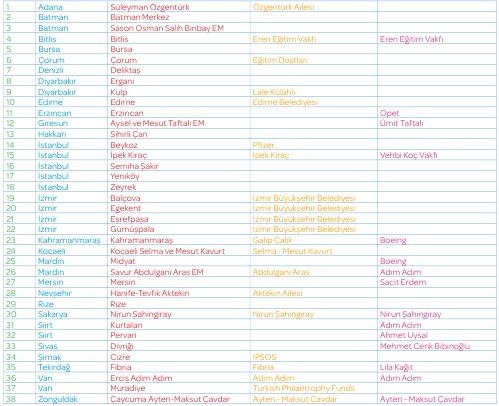 1 Adana Süleyman Özgentürk Özgentürk Ailesi
2 Batman Batman Merkez
3 Batman Sason Osman Salih Binbay EM
4 Bitlis Bitlis Eren Eğitim Vakfı Eren Eğitim Vakfı
5 Bursa Bursa
6 Çorum Çorum Eğitim Dostları
7 Denizli Deliktaş
8 Diyarbakır Ergani
9 Diyarbakır Kulp Lale Külahlı
10 Edirne Edirne Edirne Belediyesi
11 Erzincan Erzincan Opet
12 Giresun Aysel ve Mesut Taftalı EM Ümit Taftalı
13 Hakkari Sihirli Çan
14 İstanbul Beykoz Pfizer
15 İstanbul İpek Kıraç İpek Kıraç Vehbi Koç Vakfı
16 İstanbul Semiha Şakir
17 İstanbul Yeniköy
18 İstanbul Zeyrek
19 İzmir Balçova İzmir Büyükşehir Belediyesi
20 İzmir Egekent İzmir Büyükşehir Belediyesi
21 İzmir Eşrefpaşa İzmir Büyükşehir Belediyesi
22 İzmir Gümüşpala İzmir Büyükşehir Belediyesi
23 Kahramanmaraş Kahramanmaraş Galip Çalık Boeing
24 Kocaeli Kocaeli Selma ve Mesut Kavurt Selma - Mesut Kavurt
25 Mardin Midyat Boeing
26 Mardin Savur Abdulgani Aras EM Abdulgani Aras Adım Adım
27 Mersin Mersin Sacit Erdem
28 Nevşehir Hanife-Tevfik Aktekin Aktekin Ailesi
29 Rize Rize
30 Sakarya Nirun Şahingiray Nirun Şahingiray Nirun Şahingiray
31 Siirt Kurtalan Adım Adım
32 Siirt Pervari Ahmet Uysal
33 Sivas Divriği Mehmet Cenk Bibinoğlu
34 Şırnak Cizre IPSOS
35 Tekirdağ Fibria Fibria Lila Kağıt
36 Van Erciş Adım Adım Adım Adım Adım Adım
37 Van Muradiye Turkish Philantrophy Funds
38 Zonguldak Çaycuma Ayten-Maksut Çavdar Ayten - Maksut Çavdar Ayten - Maksut Çavdar